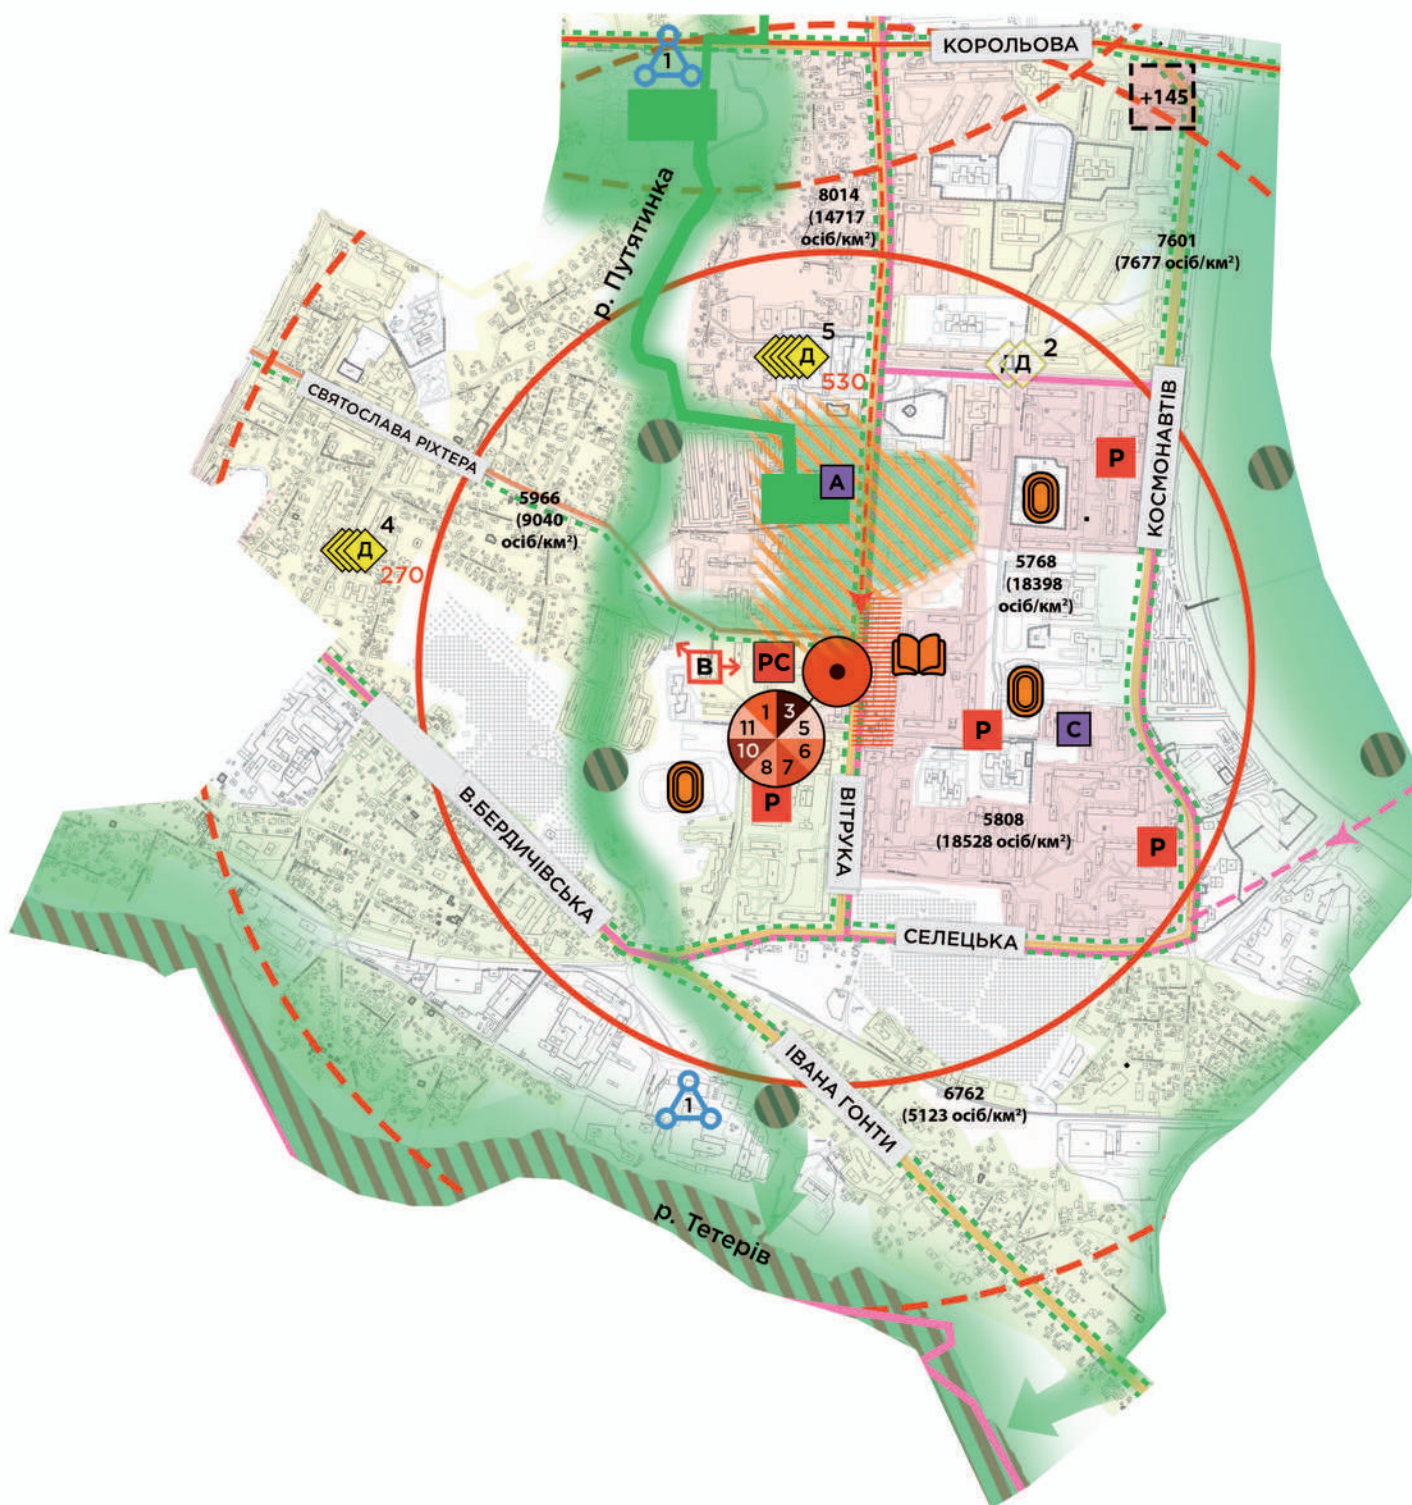 КОРОЛЬОВА
1
+145
р. Путятинка
8014
(14717
осіб/км²)
7601
(7677 осіб/км²)
5
Д
530
2
Д
КОСМОНАВТІВ
СВЯТОСЛАВА РІХТЕРА
Р
А
5966
(9040
осіб/км²)
4
Д
270
5768
(18398
осіб/км²)
В
РС
1
3
11
5
10
6
8
7
Р
С
Р
В.БЕРДИЧІВСЬКА
ВІТРУКА
5808
(18528 осіб/км²)
Р
СЕЛЕЦЬКА
ІВАНА ГОНТИ
1
6762
(5123 осіб/км²)
р. Тетерів